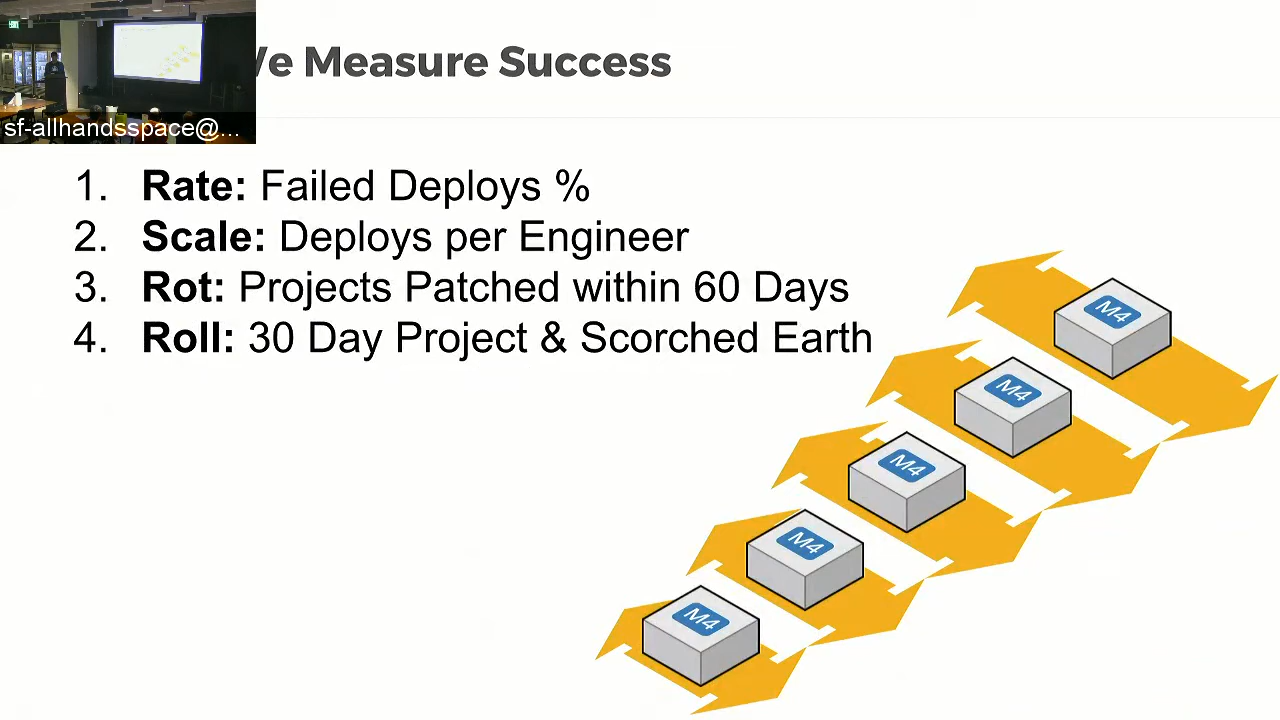 We Measure Success
sf-allhandsspace@...
1. Rate: Failed Deploys %
2. Scale: Deploys per Engineer
3. Rot: Projects Patched within 60 Days
4. Roll: 30 Day Project & Scorched Earth
M4
M4
M4
M4
M4